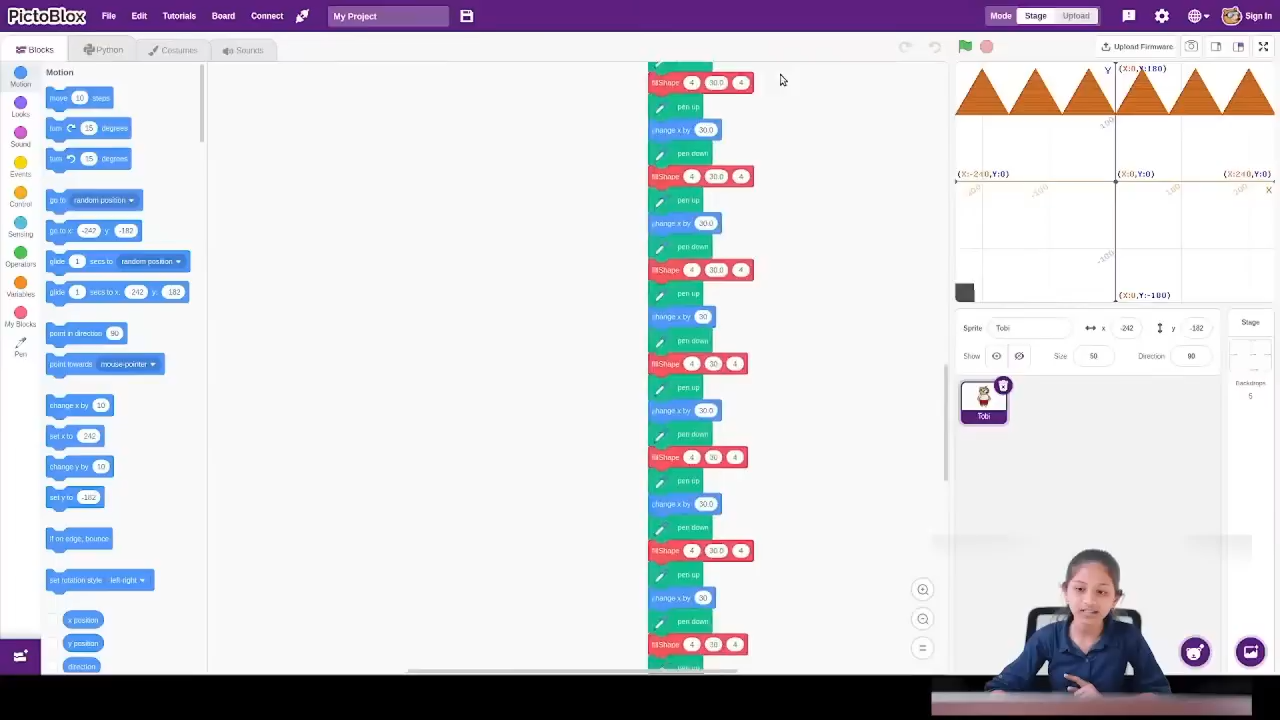 PictoBlox File Edit Tutorials Board Connect My Project Mode Stage Upload Sign In
Blocks Python Costumes Sounds Upload Firmware
Motion
Looks
Sound
Events
Control
Sensing
Operators
Variables
My Blocks
Pen
Motion
move 10 steps
turn 15 degrees
turn 15 degrees
go to random position
go to x: -242 y: -182
glide 1 secs to random position
glide 1 secs to x: -242 y: -182
point in direction 90
point towards mouse-pointer
change x by 10
set x to -242
change y by 10
set y to -182
if on edge, bounce
set rotation style left-right
x position
y position
direction
fillShape 4 30.0 4
pen up
change x by 30.0
pen down
fillShape 4 30.0 4
pen up
change x by 30.0
pen down
fillShape 4 30.0 4
pen up
change x by 30
pen down
fillShape 4 30 4
pen up
change x by 30.0
pen down
fillShape 4 30 4
pen up
change x by 30.0
pen down
fillShape 4 30.0 4
pen up
change x by 30
pen down
fillShape 4 30 4
pen up
Y (X:0,Y:180)
100
(X:-240,Y:0) (X:0,Y:0) (X:240,Y:0)
-100 100 X
-100
(X:0,Y:-180)
Sprite Tobi x -242 y -182
Show Size 50 Direction 90
Tobi
Stage
Backdrops
5